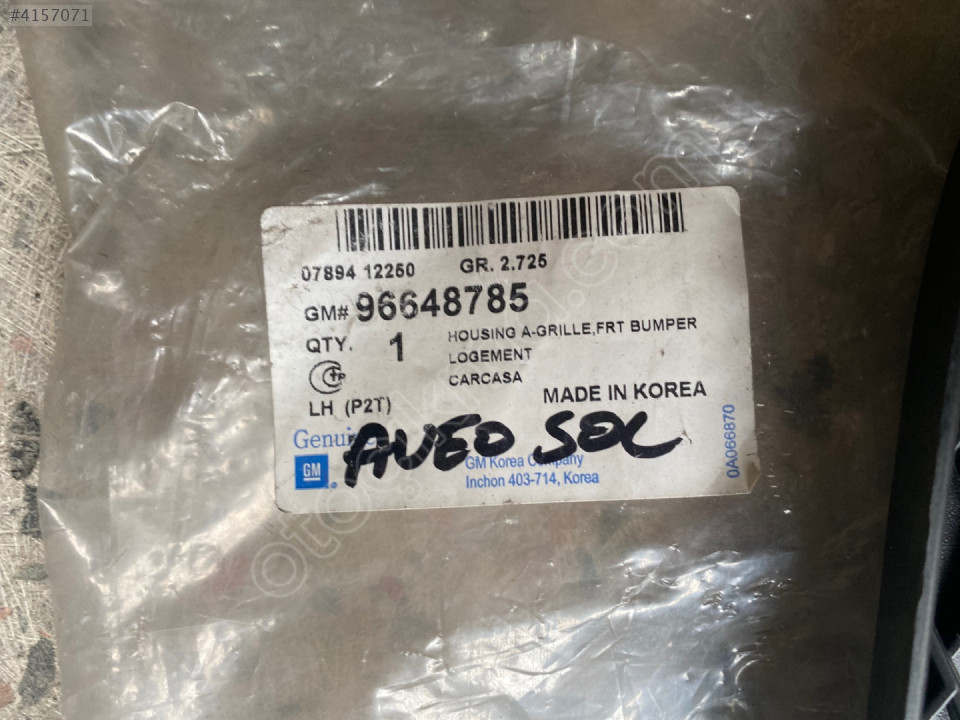 #4157071
07894 12250 GR. 2.725
GM# 96648785
QTY. 1
HOUSING A-GRILLE,FRT BUMPER
LOGEMENT
CARCASA
LH (P2T)
MADE IN KOREA
Genuine
AVEO SOL
GM
GM Korea Company
Inchon 403-714, Korea
0A066870